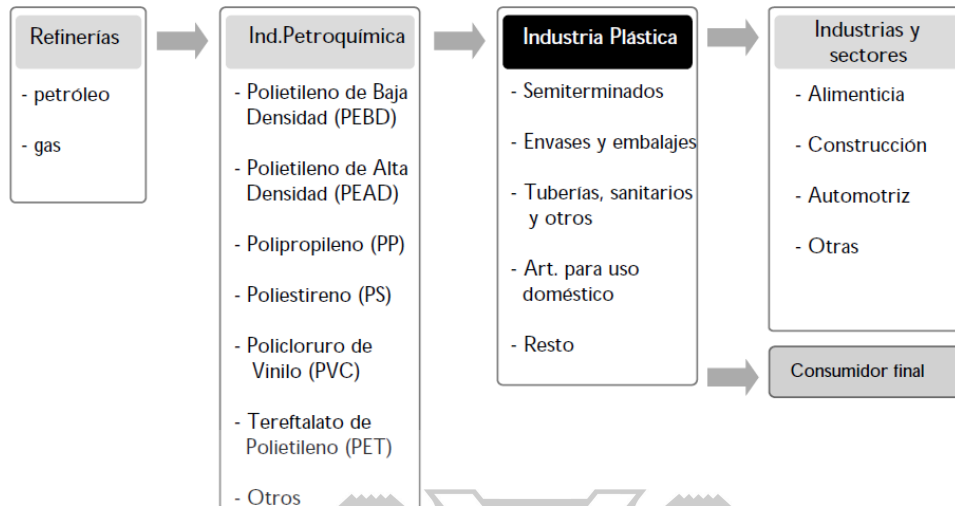 Refinerías
- petróleo
- gas
Ind.Petroquímica
- Polietileno de Baja
Densidad (PEBD)
- Polietileno de Alta
Densidad (PEAD)
- Polipropileno (PP)
- Poliestireno (PS)
- Policloruro de
Vinilo (PVC)
- Tereftalato de
Polietileno (PET)
- Otros
Industria Plástica
- Semiterminados
- Envases y embalajes
- Tuberías, sanitarios
y otros
- Art. para uso
doméstico
- Resto
Industrias y
sectores
- Alimenticia
- Construcción
- Automotriz
- Otras
Consumidor final